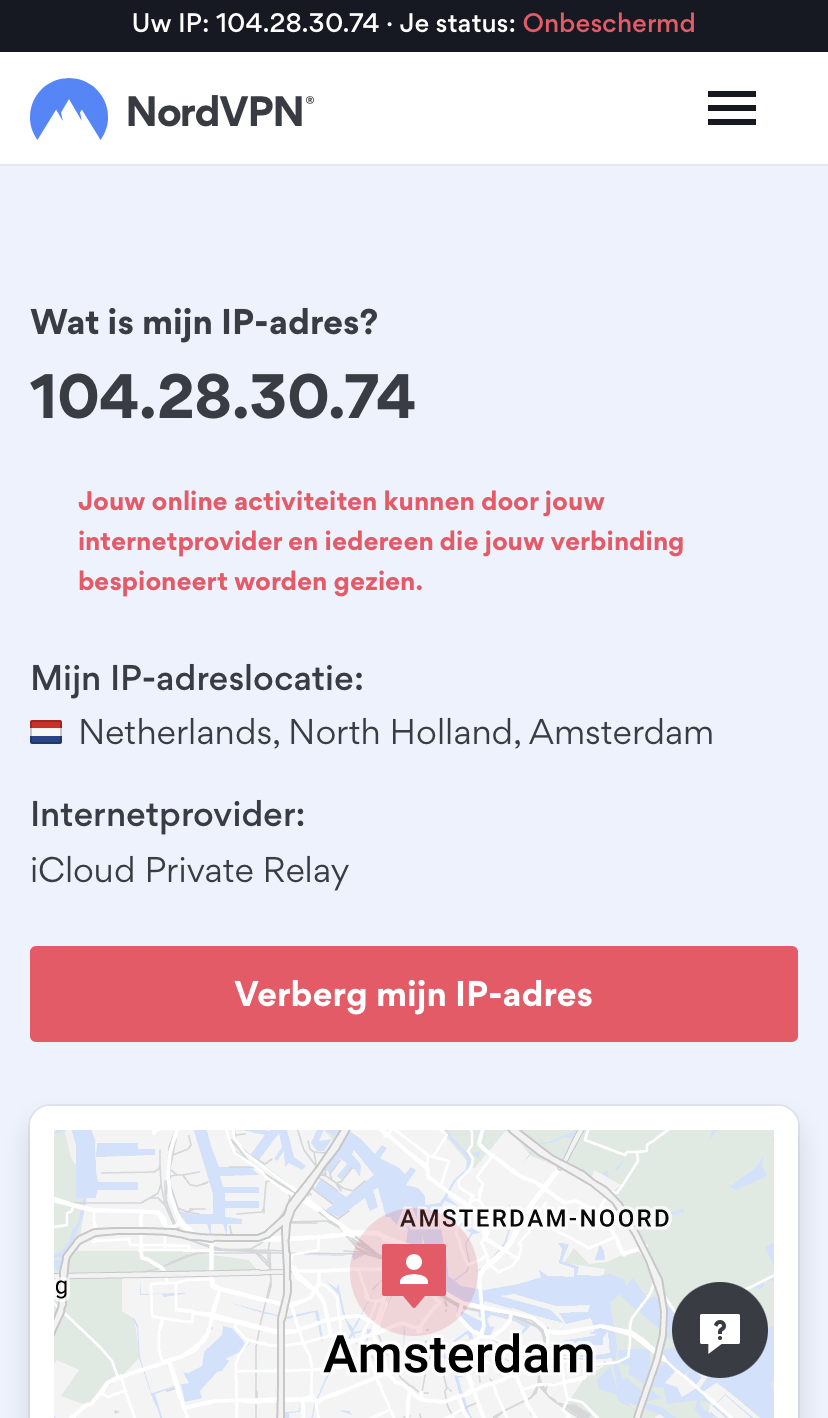 Uw IP: 104.28.30.74 · Je status: Onbeschermd
NordVPN®
Wat is mijn IP-adres?
104.28.30.74
Jouw online activiteiten kunnen door jouw
internetprovider en iedereen die jouw verbinding
bespioneert worden gezien.
Mijn IP-adreslocatie:
Netherlands, North Holland, Amsterdam
Internetprovider:
iCloud Private Relay
Verberg mijn IP-adres
AMSTERDAM-NOORD
g
?
Amsterdam